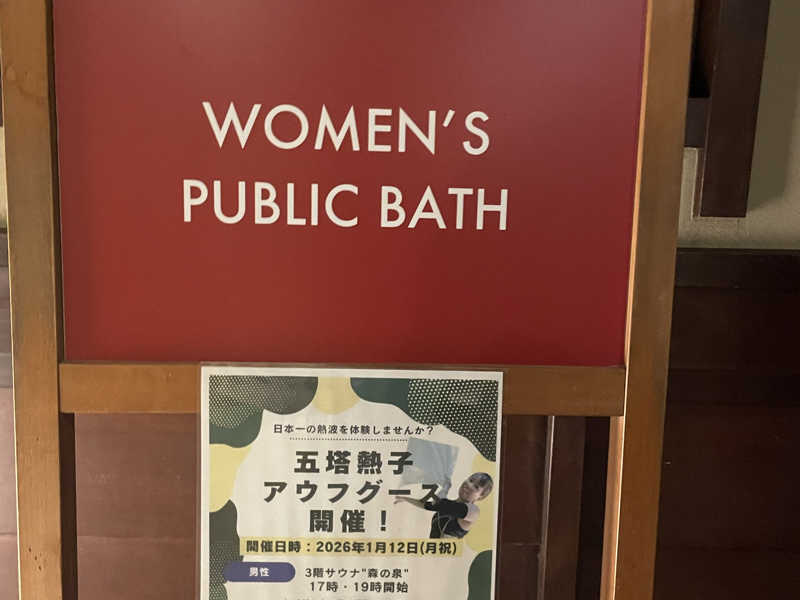 WOMEN'S
PUBLIC BATH
日本一の熱波を体験しませんか？
五塔熱子
アウフグース
開催！
開催日時：2026年1月12日(月祝)
男性
3階サウナ"森の泉"
17時・19時開始